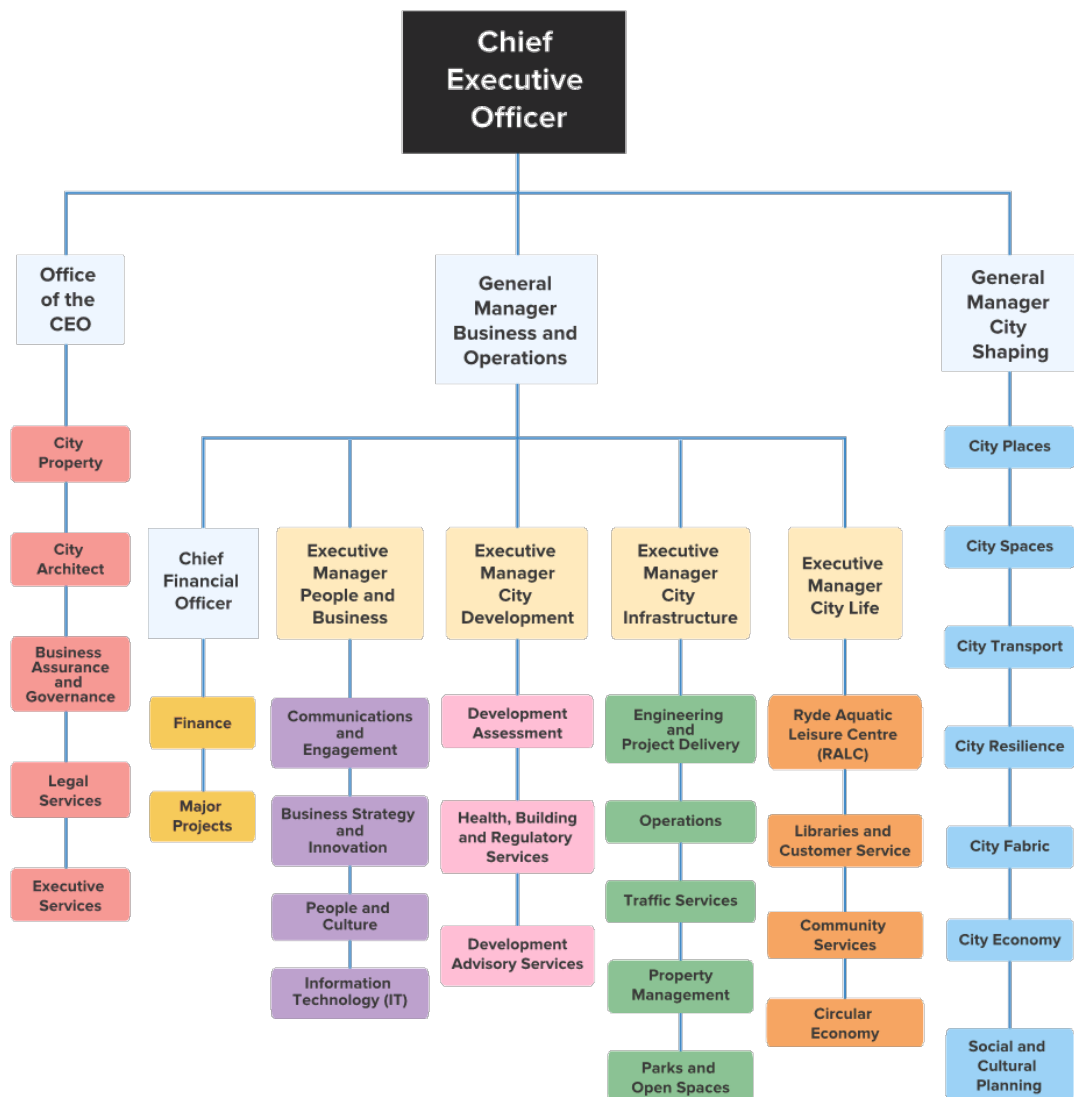 Chief
Executive
Officer
Office
of the
CEO
General
Manager
Business and
Operations
General
Manager
City
Shaping
City
Property
City
Architect
Business
Assurance
and
Governance
Legal
Services
Executive
Services
Chief
Financial
Officer
Finance
Major
Projects
Executive
Manager
People and
Business
Communications
and
Engagement
Business Strategy
and
Innovation
People and
Culture
Information
Technology (IT)
Executive
Manager
City
Development
Development
Assessment
Health, Building
and Regulatory
Services
Development
Advisory Services
Executive
Manager
City
Infrastructure
Engineering
and
Project Delivery
Operations
Traffic Services
Property
Management
Parks and
Open Spaces
Executive
Manager
City Life
Ryde Aquatic
Leisure Centre
(RALC)
Libraries and
Customer Service
Community
Services
Circular
Economy
City Places
City Spaces
City Transport
City Resilience
City Fabric
City Economy
Social and
Cultural
Planning